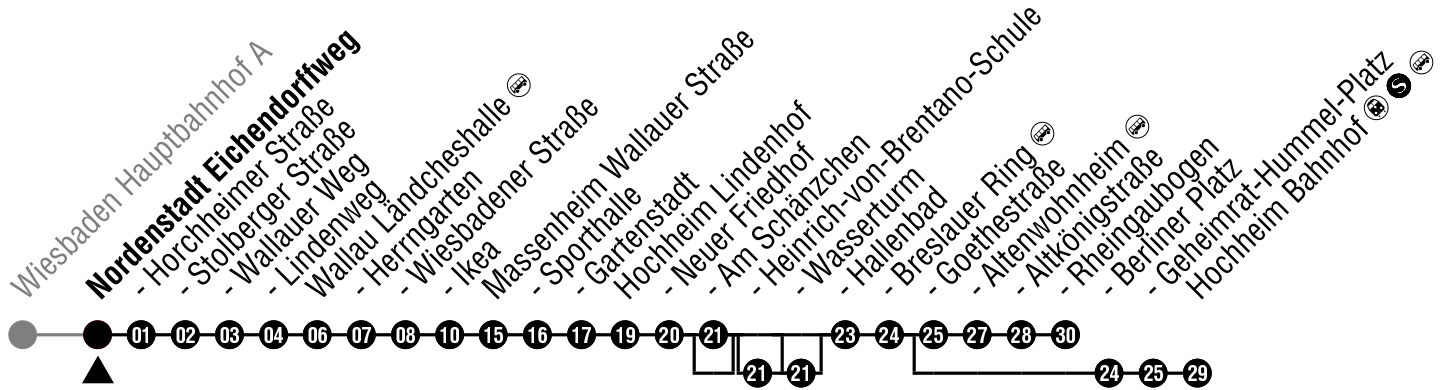 Wiesbaden Hauptbahnhof A
Nordenstadt Eichendorffweg
- Horchheimer Straße
- Stolberger Straße
- Wallauer Weg
- Lindenweg
Wallau Ländcheshalle
- Herrngarten
- Wiesbadener Straße
- Ikea
Massenheim Wallauer Straße
- Sporthalle
- Gartenstadt
Hochheim Lindenhof
- Neuer Friedhof
- Am Schänzchen
- Heinrich-von-Brentano-Schule
- Wasserturm
- Hallenbad
- Breslauer Ring
- Goethestraße
- Altenwohnheim
- Altkönigstraße
- Rheingaubogen
- Berliner Platz
- Geheimrat-Hummel-Platz
Hochheim Bahnhof S
01 02 03 04 06 07 08 10 15 16 17 19 20 21 23 24 25 27 28 30
21 21 24 25 29